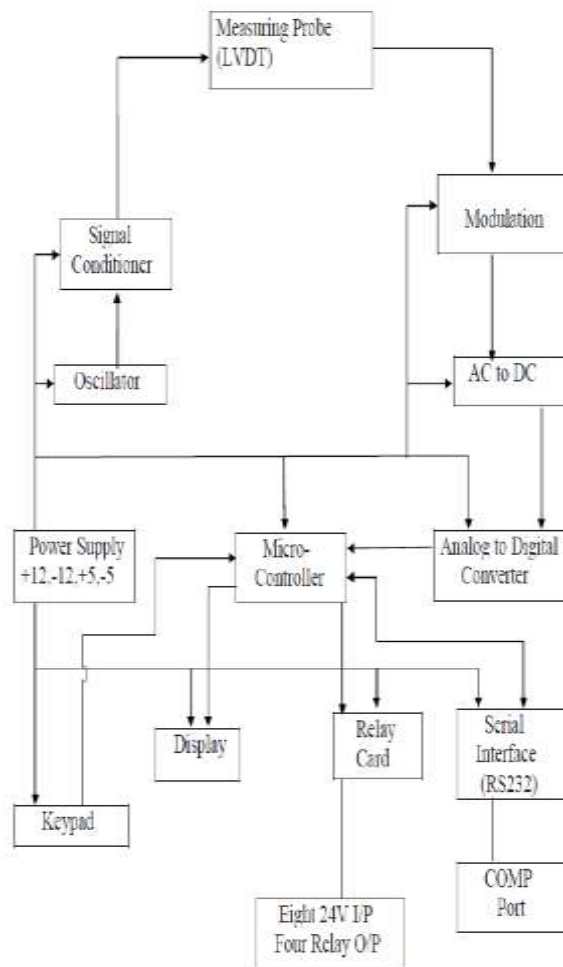 Measuring Probe
(LVDT)
Modulation
Signal
Conditioner
AC to DC
Oscillator
Power Supply
+12,-12,+5,-5
Micro-
Controller
Analog to Digital
Converter
Display
Relay
Card
Serial
Interface
(RS232)
Keypad
COMP
Port
Eight 24V I/P
Four Relay O/P